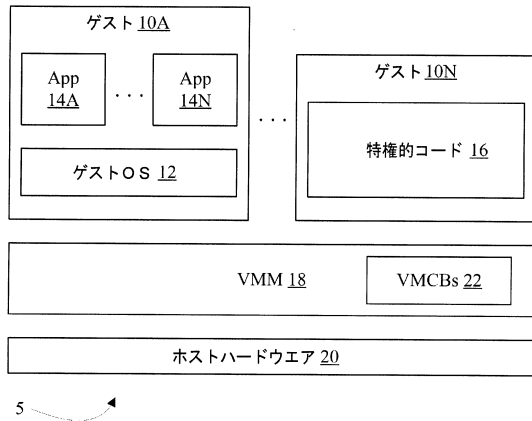 ゲスト 10A
App
14A
...
App
14N
ゲストOS 12
...
ゲスト 10N
特権的コード 16
VMM 18
VMCBs 22
ホストハードウエア 20
5